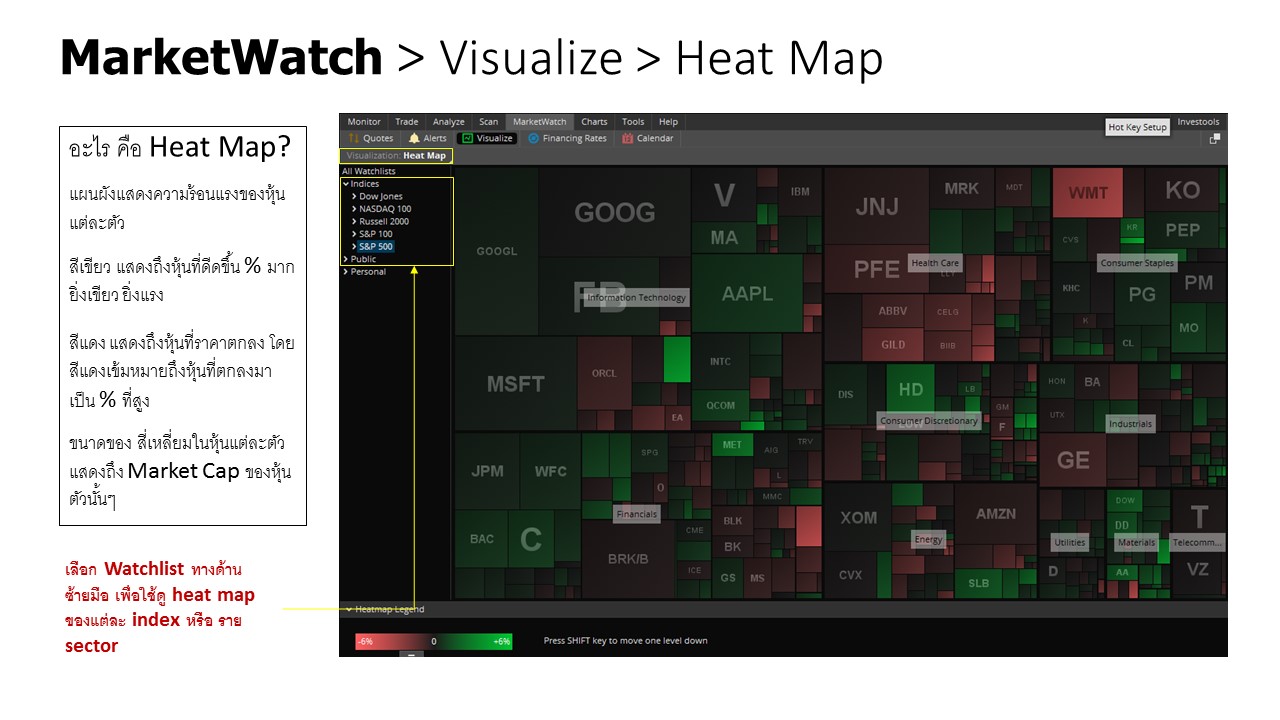 MarketWatch > Visualize > Heat Map
อะไร คือ Heat Map?
แผนผังแสดงความร้อนแรงของหุ้น
แต่ละตัว
สีเขียว แสดงถึงหุ้นที่ดีดขึ้น % มาก
ยิ่งเขียว ยิ่งแรง
สีแดง แสดงถึงหุ้นที่ราคาตกลง โดย
สีแดงเข้มหมายถึงหุ้นที่ตกลงมา
เป็น % ที่สูง
ขนาดของ สี่เหลี่ยมในหุ้นแต่ละตัว
แสดงถึง Market Cap ของหุ้น
ตัวนั้นๆ
เลือก Watchlist ทางด้าน
ซ้ายมือ เพื่อใช้ดู heat map
ของแต่ละ index หรือ ราย
sector
Monitor Trade Analyze Scan MarketWatch Charts Tools Help
Hot Key Setup
Investools
Quotes Alerts Visualize Financing Rates Calendar
Visualization: Heat Map
All Watchlists
Indices
Dow Jones
NASDAQ 100
Russell 2000
S&P 100
S&P 500
Public
Personal
GOOGL
GOOG
FB
Information Technology
V
IBM
MA
AAPL
MSFT
ORCL
EA
INTC
QCOM
JNJ
MRK
MDT
PFE
Health Care
LLY
ABBV
CELG
GILD
BIIB
WMT
KO
CVS
KR
PEP
Consumer Staples
KHC
PG
PM
K
MO
CL
DIS
HD
LB
Consumer Discretionary
GM
F
HON
BA
UTX
Industrials
GE
JPM
WFC
SPG
O
Financials
BAC
C
BRK/B
MET
AIG
TRV
L
MMC
CME
BLK
BK
ICE
GS
MS
XOM
AMZN
Energy
CVX
SLB
Utilities
D
DOW
DD
Materials
AA
T
Telecomm...
VZ
Heatmap Legend
-6% 0 +6%
Press SHIFT key to move one level down